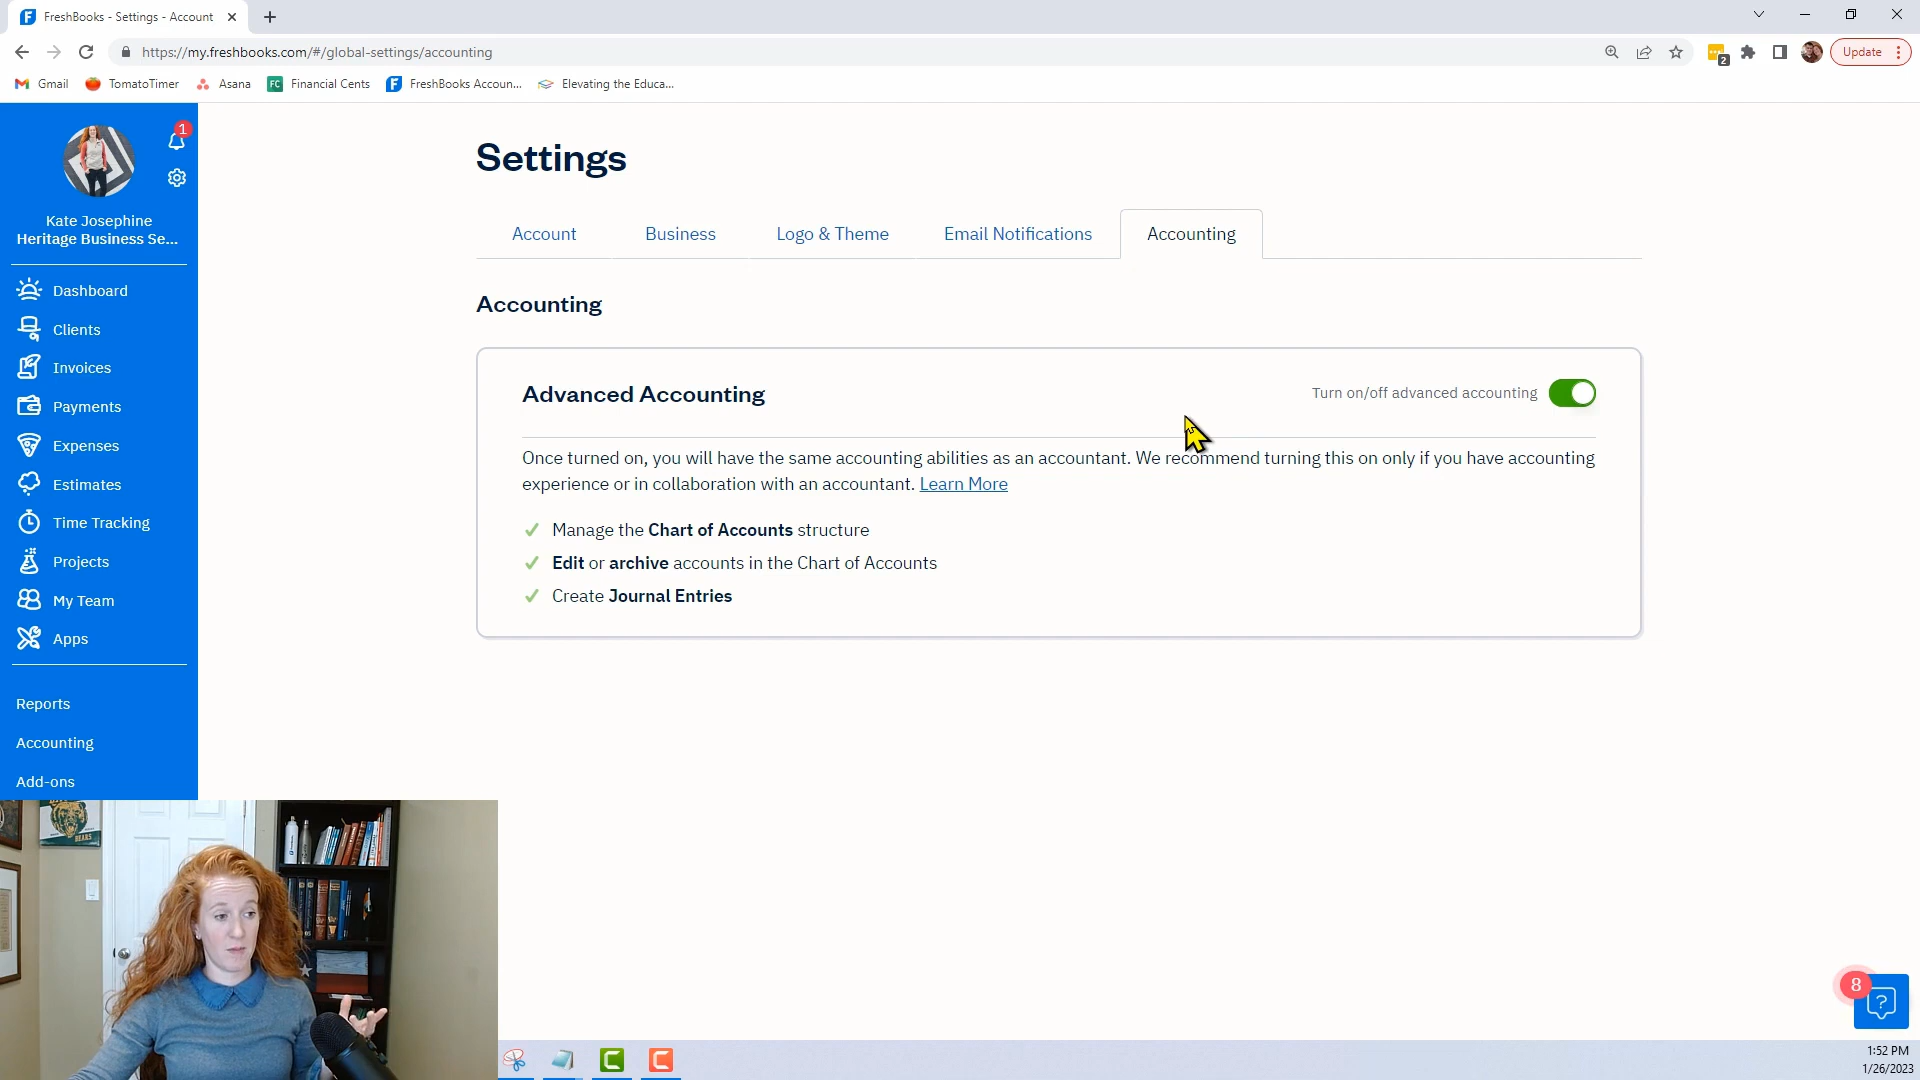 FreshBooks - Settings - Account
https://my.freshbooks.com/#/global-settings/accounting
2
Update
Gmail
TomatoTimer
Asana
FC
Financial Cents
FreshBooks Accoun...
Elevating the Educa...
1
Kate Josephine
Heritage Business Se...
Dashboard
Clients
Invoices
Payments
Expenses
Estimates
Time Tracking
Projects
My Team
Apps
Reports
Accounting
Add-ons
Settings
Account
Business
Logo & Theme
Email Notifications
Accounting
Accounting
Advanced Accounting
Turn on/off advanced accounting
Once turned on, you will have the same accounting abilities as an accountant. We recommend turning this on only if you have accounting
experience or in collaboration with an accountant. Learn More
Manage the Chart of Accounts structure
Edit or archive accounts in the Chart of Accounts
Create Journal Entries
BEARS
8
?
1:52 PM
1/26/2023